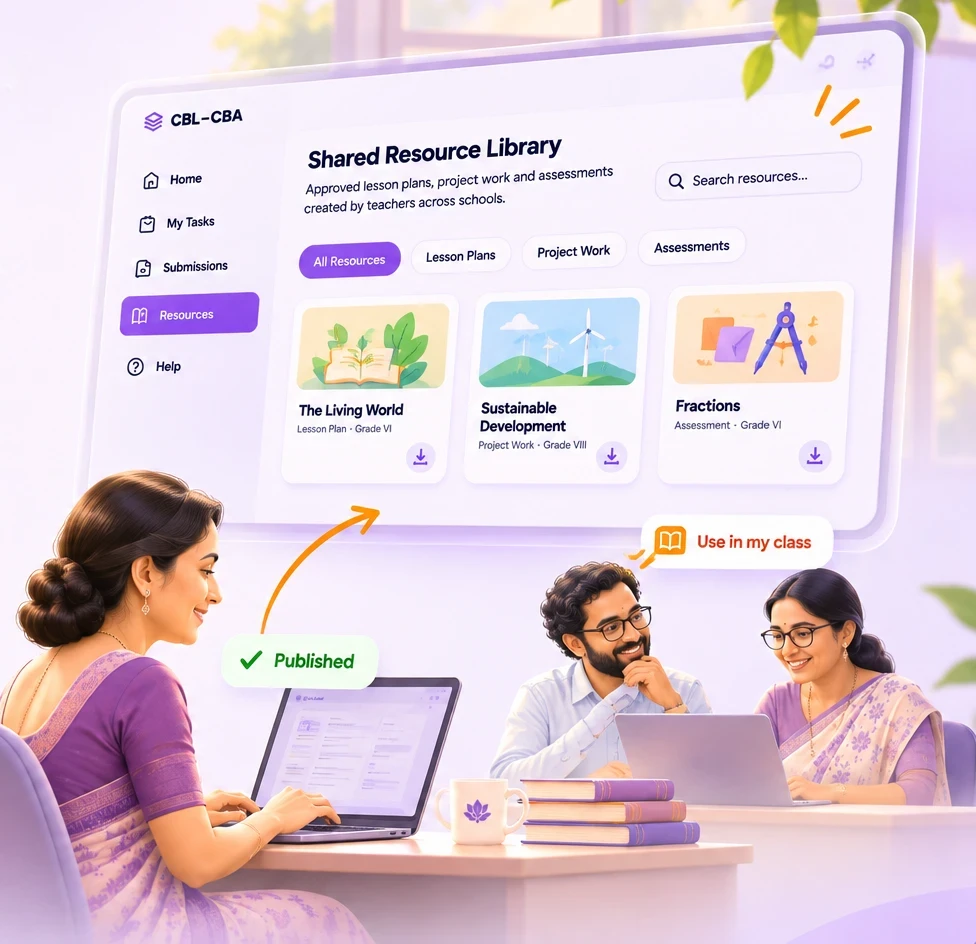 CBL–CBA
Home
My Tasks
Submissions
Resources
Help
Shared Resource Library
Approved lesson plans, project work and assessments
created by teachers across schools.
Search resources...
All Resources
Lesson Plans
Project Work
Assessments
The Living World
Lesson Plan · Grade VI
Sustainable
Development
Project Work · Grade VIII
Fractions
Assessment · Grade VI
Use in my class
Published